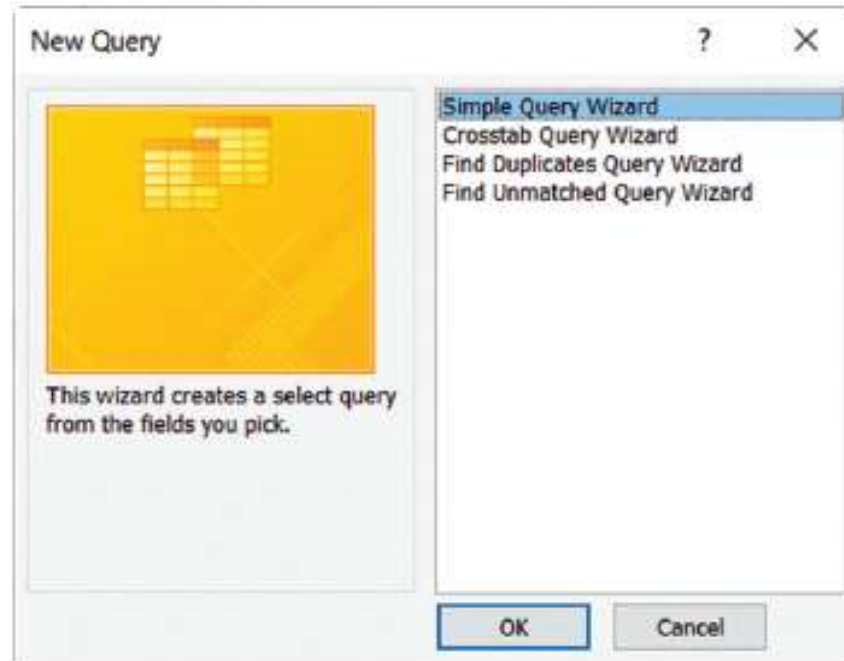 New Query
?
×
Simple Query Wizard
Crosstab Query Wizard
Find Duplicates Query Wizard
Find Unmatched Query Wizard
This wizard creates a select query
from the fields you pick.
OK
Cancel